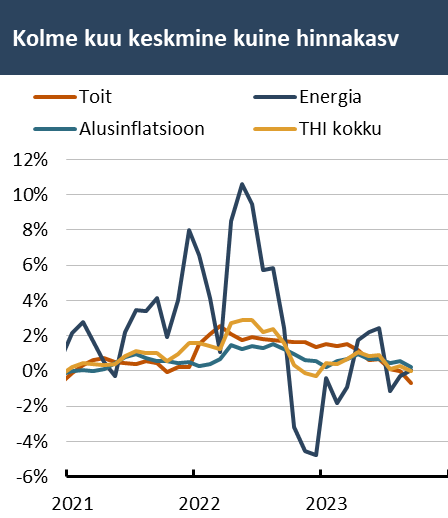 Kolme kuu keskmine kuine hinnakasv
Toit
Energia
Alusinflatsioon
THI kokku
12%
10%
8%
6%
4%
2%
0%
-2%
-4%
-6%
2021
2022
2023